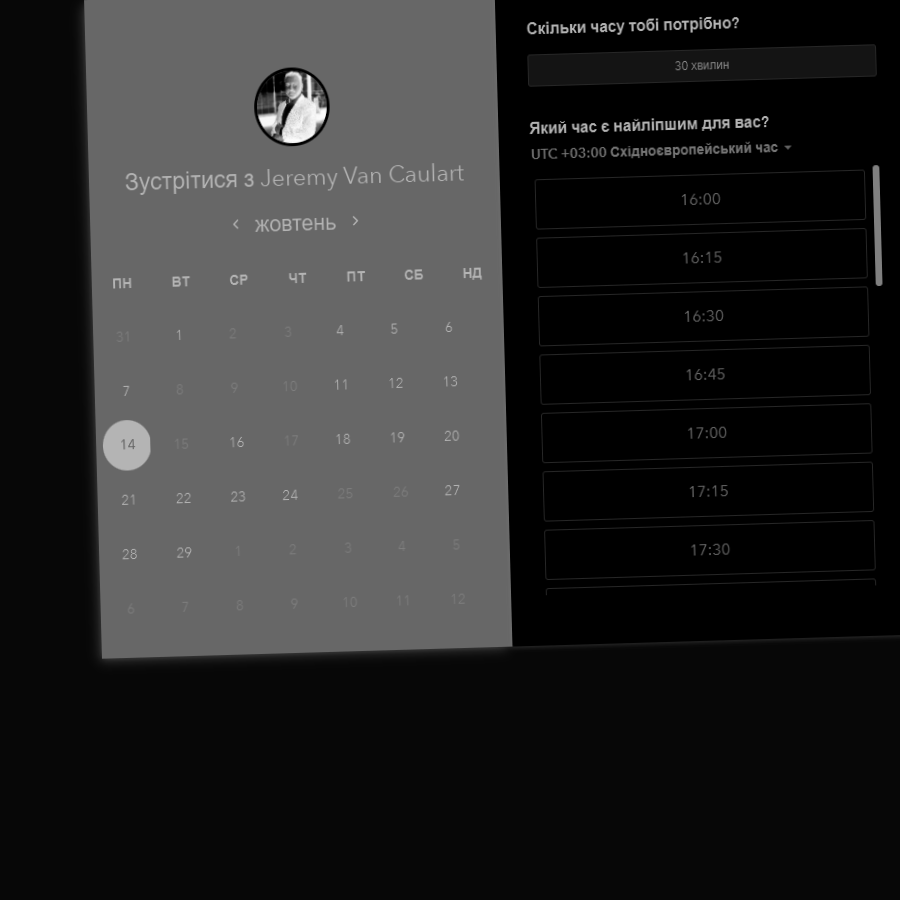 Зустрітися з Jeremy Van Caulart
‹ жовтень ›
ПН ВТ СР ЧТ ПТ СБ НД
31 1 2 3 4 5 6
7 8 9 10 11 12 13
14 15 16 17 18 19 20
21 22 23 24 25 26 27
28 29 1 2 3 4 5
6 7 8 9 10 11 12
Скільки часу тобі потрібно?
30 хвилин
Який час є найліпшим для вас?
UTC +03:00 Східноєвропейський час
16:00
16:15
16:30
16:45
17:00
17:15
17:30